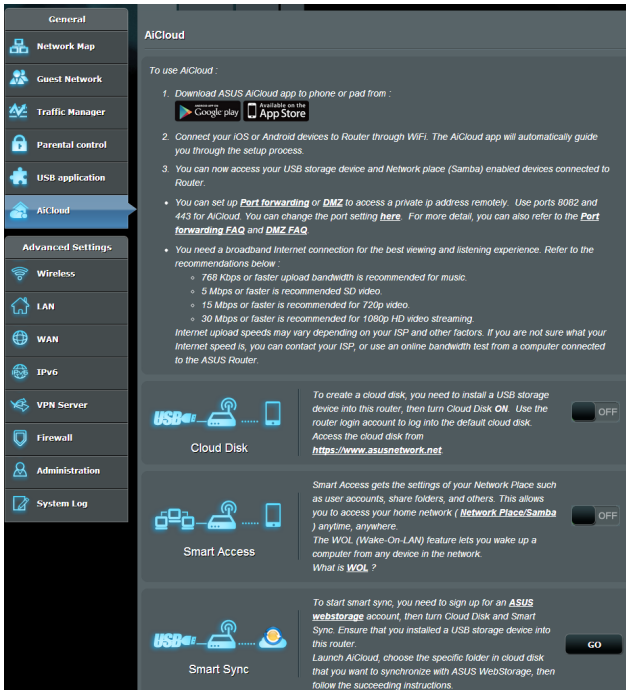 General
Network Map
Guest Network
Traffic Manager
Parental control
USB application
AiCloud
Advanced Settings
Wireless
LAN
WAN
IPv6
VPN Server
Firewall
Administration
System Log
AiCloud
To use AiCloud :
1. Download ASUS AiCloud app to phone or pad from :
ANDROID APP ON
Google play
Available on the
App Store
2. Connect your iOS or Android devices to Router through WiFi. The AiCloud app will automatically guide
you through the setup process.
3. You can now access your USB storage device and Network place (Samba) enabled devices connected to
Router.
• You can set up Port forwarding or DMZ to access a private ip address remotely. Use ports 8082 and
443 for AiCloud. You can change the port setting here. For more detail, you can also refer to the Port
forwarding FAQ and DMZ FAQ.
• You need a broadband Internet connection for the best viewing and listening experience. Refer to the
recommendations below :
◦ 768 Kbps or faster upload bandwidth is recommended for music.
◦ 5 Mbps or faster is recommended SD video.
◦ 15 Mbps or faster is recommended for 720p video.
◦ 30 Mbps or faster is recommended for 1080p HD video streaming.
Internet upload speeds may vary depending on your ISP and other factors. If you are not sure what your
Internet speed is, you can contact your ISP, or use an online bandwidth test from a computer connected
to the ASUS Router.
USB
Cloud Disk
To create a cloud disk, you need to install a USB storage
device into this router, then turn Cloud Disk ON. Use the
router login account to log into the default cloud disk.
Access the cloud disk from
https://www.asusnetwork.net
OFF
Smart Access
Smart Access gets the settings of your Network Place such
as user accounts, share folders, and others. This allows
you to access your home network ( Network Place/Samba
) anytime, anywhere.
The WOL (Wake-On-LAN) feature lets you wake up a
computer from any device in the network.
What is WOL ?
OFF
USB
Smart Sync
To start smart sync, you need to sign up for an ASUS
webstorage account, then turn Cloud Disk and Smart
Sync. Ensure that you installed a USB storage device into
this router.
Launch AiCloud, choose the specific folder in cloud disk
that you want to synchronize with ASUS WebStorage, then
follow the succeeding instructions.
GO